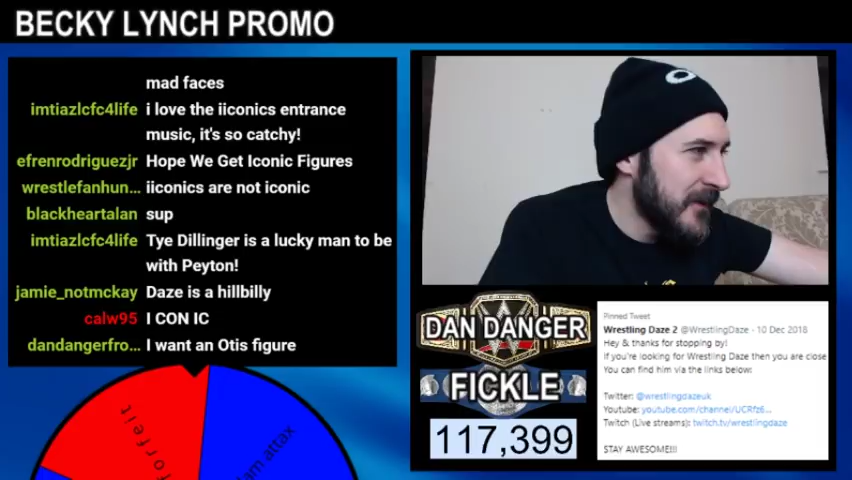 BECKY LYNCH PROMO
mad faces
imtiazlcfc4life i love the iiconics entrance
music, it's so catchy!
efrenrodriguezjr Hope We Get Iconic Figures
wrestlefanhun... iiconics are not iconic
blackheartalan sup
imtiazlcfc4life Tye Dillinger is a lucky man to be
with Peyton!
jamie_notmckay Daze is a hillbilly
calw95 I CON IC
dandangerfro... I want an Otis figure
forfeit
am attax
DAN DANGER
FICKLE
117,399
Pinned Tweet
Wrestling Daze 2 @WrestlingDaze - 10 Dec 2018
Hey & thanks for stopping by!
If you're looking for Wrestling Daze then you are close
You can find him via the links below:
Twitter: @wrestlingdazeuk
Youtube: youtube.com/channel/UCRfz6...
Twitch (Live streams): twitch.tv/wrestlingdaze
STAY AWESOME!!!